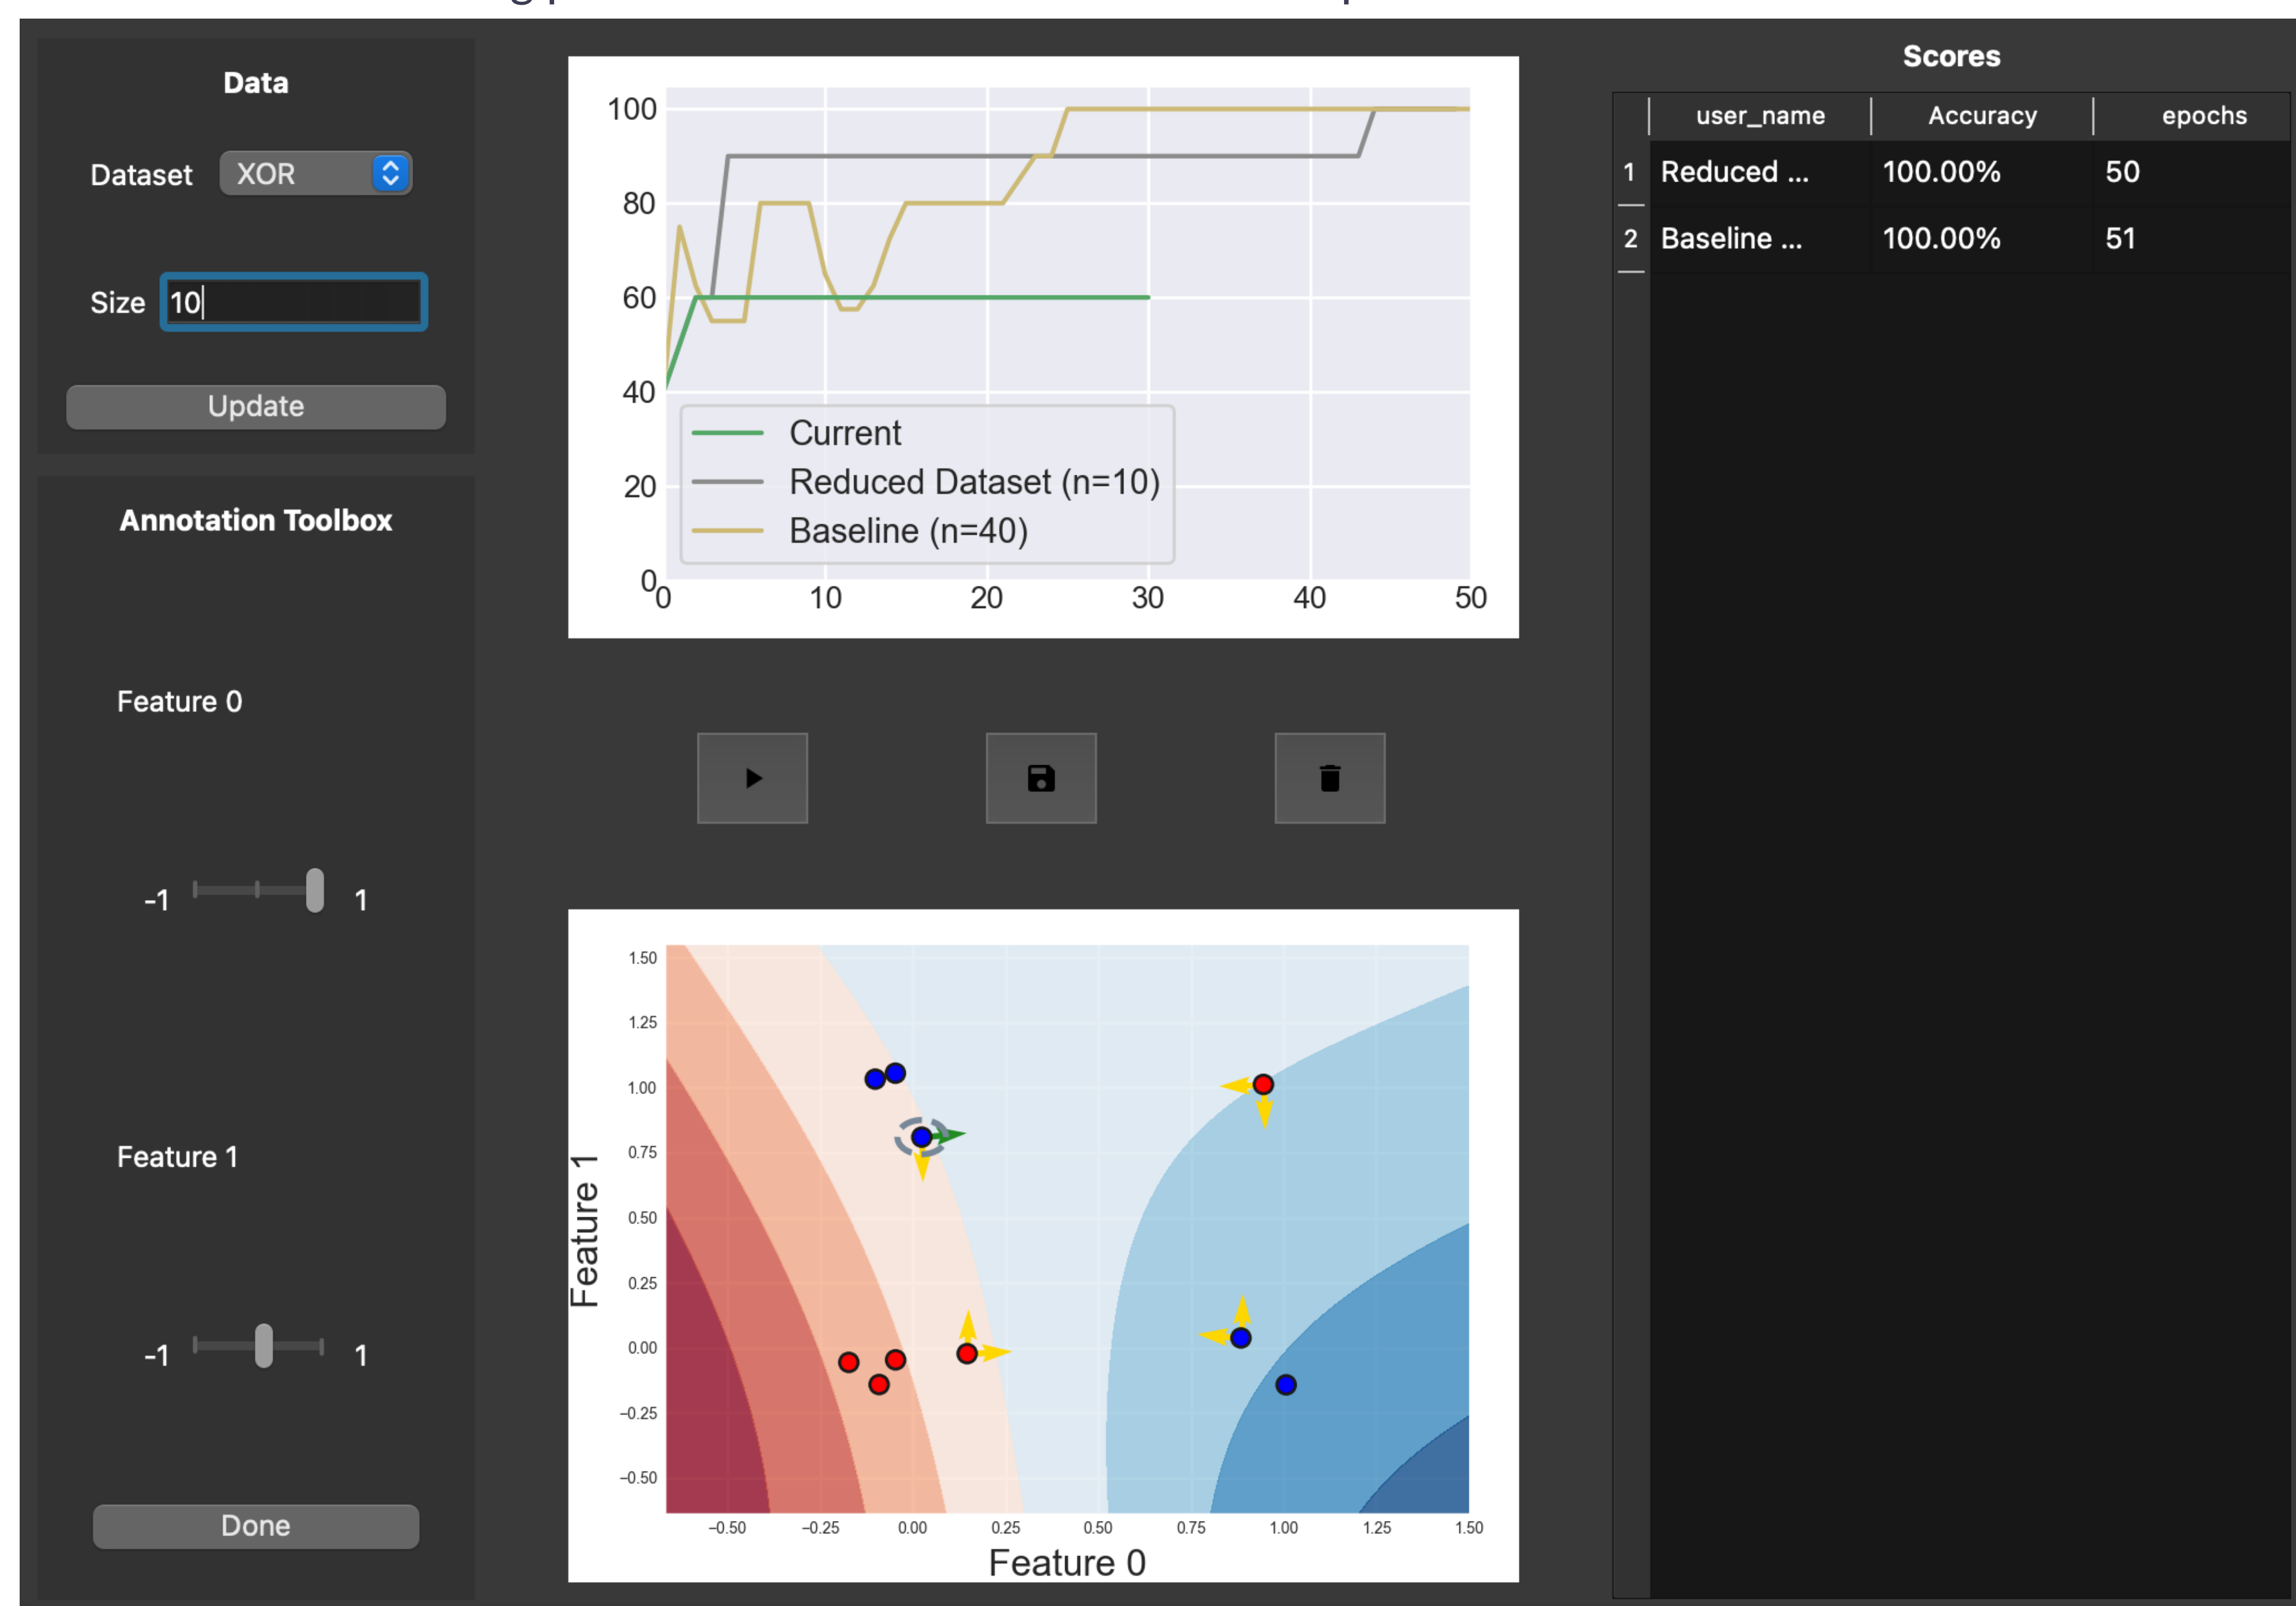 Data
Dataset XOR
Size 10
Update
Annotation Toolbox
Feature 0
-1 1
Feature 1
-1 1
Done
100
80
60
40
20
0
0 10 20 30 40 50
Current
Reduced Dataset (n=10)
Baseline (n=40)
1.50
1.25
1.00
0.75
0.50
0.25
0.00
−0.25
−0.50
−0.50 −0.25 0.00 0.25 0.50 0.75 1.00 1.25 1.50
Feature 1
Feature 0
Scores
user_name Accuracy epochs
1 Reduced ... 100.00% 50
2 Baseline ... 100.00% 51